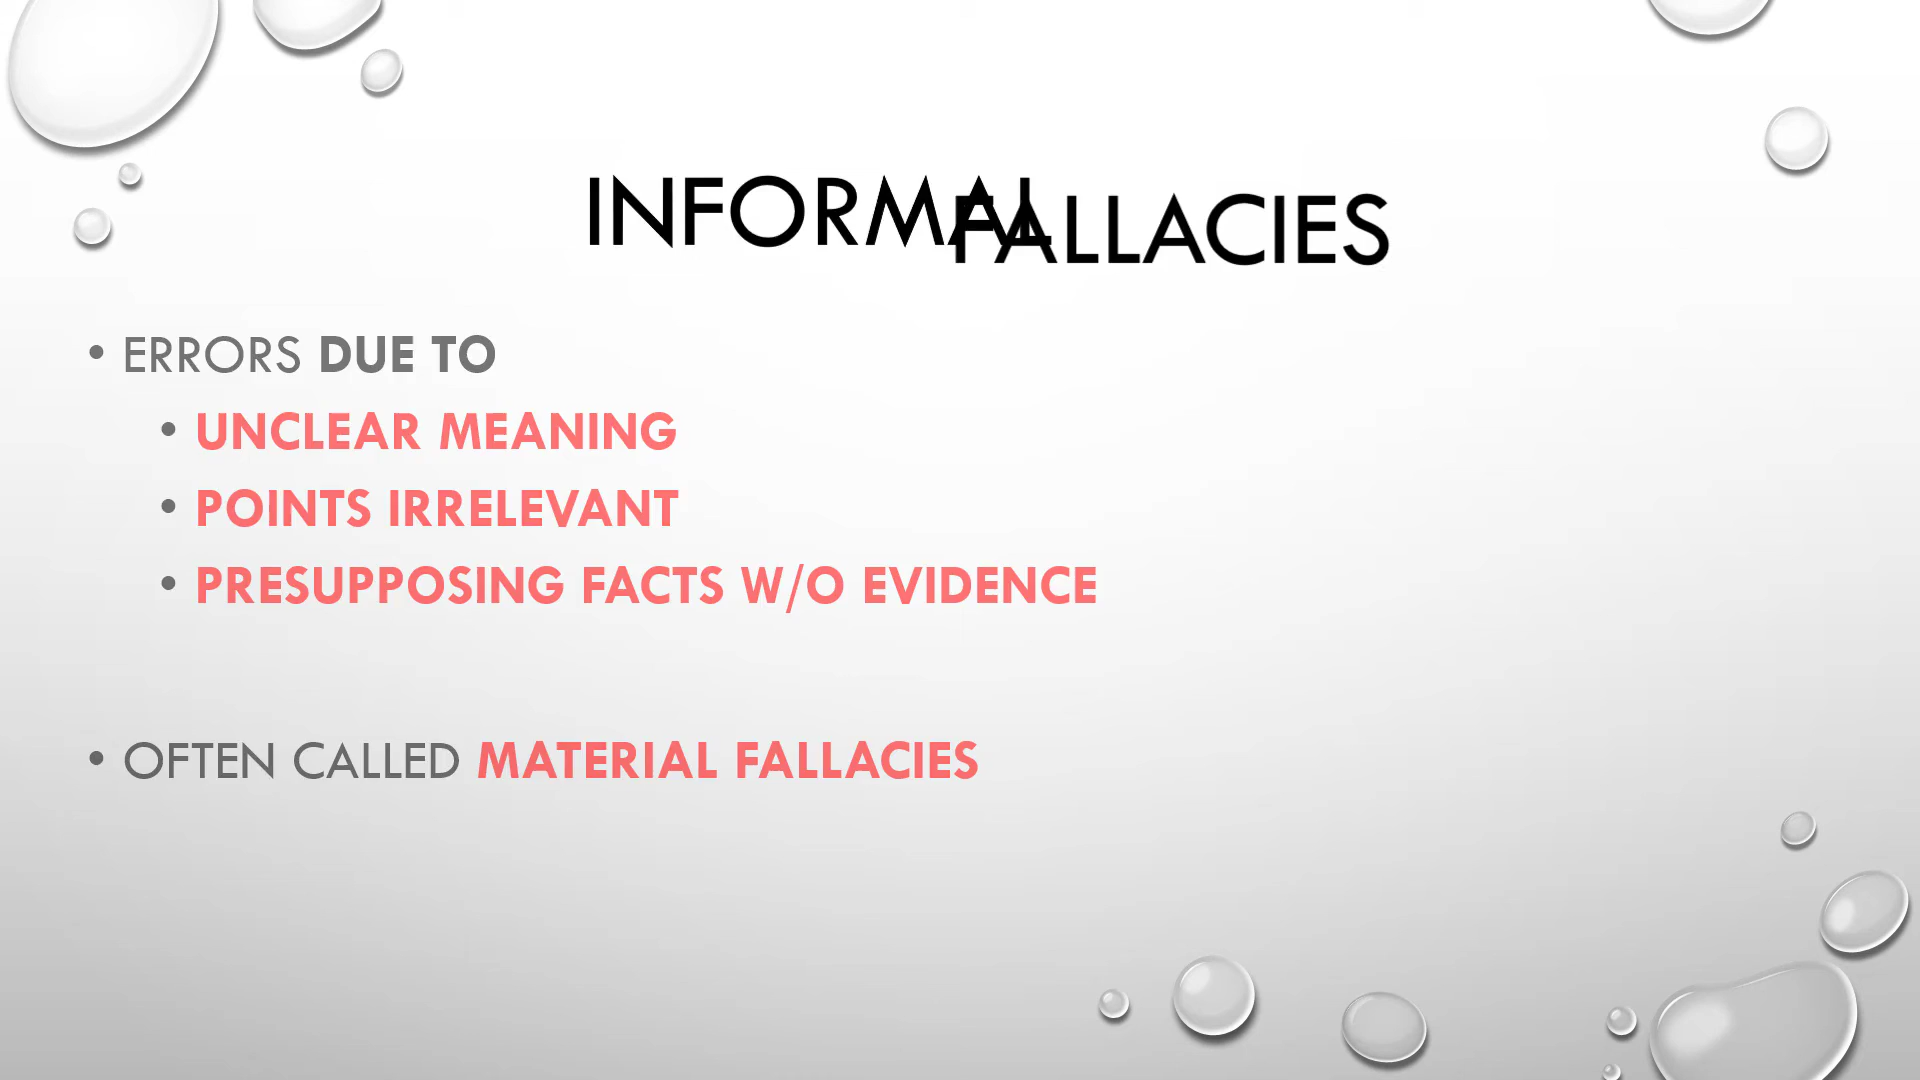 INFORMAL FALLACIES
• ERRORS DUE TO
• UNCLEAR MEANING
• POINTS IRRELEVANT
• PRESUPPOSING FACTS W/O EVIDENCE
• OFTEN CALLED MATERIAL FALLACIES